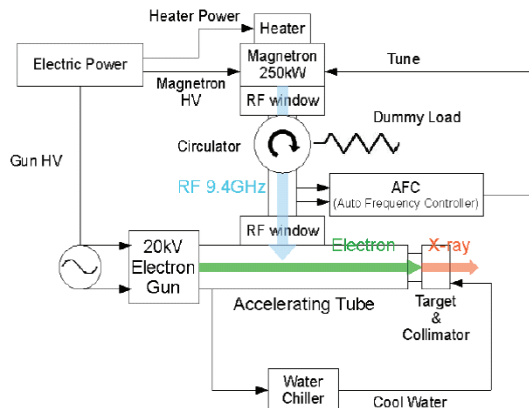 Heater Power
Heater
Electric Power
Magnetron
250kW
Tune
Magnetron
HV
RF window
Dummy Load
Circulator
Gun HV
RF 9.4GHz
AFC
(Auto Frequency Controller)
RF window
20kV
Electron
Gun
Electron
X-ray
Accelerating Tube
Target
&
Collimator
Water
Chiller
Cool Water